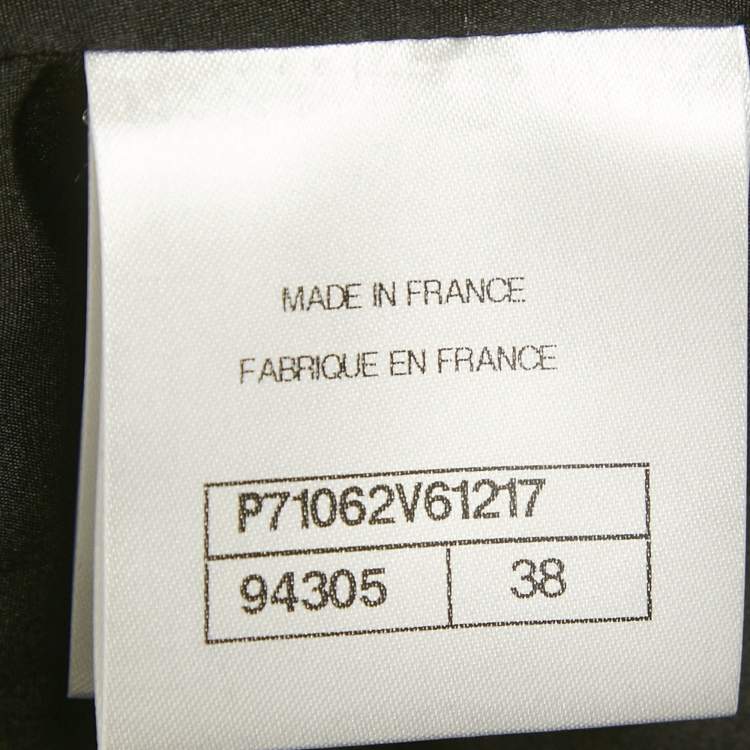 MADE IN FRANCE
FABRIQUE EN FRANCE
P71062V61217
94305 38